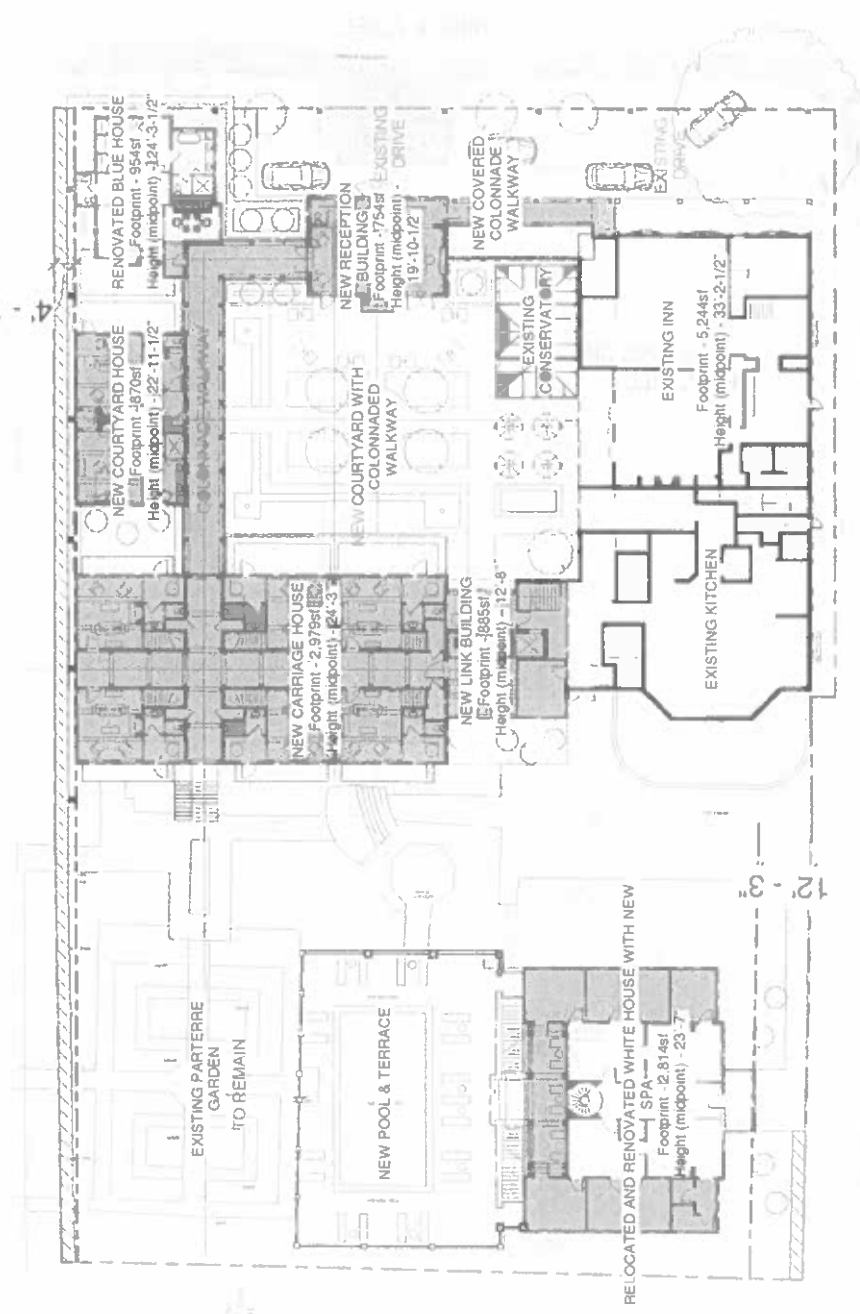 RENOVATED BLUE HOUSE
Footprint - 954sf
Height (midpoint) - 24'-3-1/2"
NEW COURTYARD HOUSE
Footprint - 870sf
Height (midpoint) - 22'-11-1/2"
COLONNADE WALKWAY
NEW RECEPTION
BUILDING
Footprint - 754sf
Height (midpoint) -
19'-10-1/2"
EXISTING
DRIVE
NEW COVERED
COLONNADE
WALKWAY
EXISTING
DRIVE
NEW COURTYARD WITH
COLONNADED
WALKWAY
EXISTING
CONSERVATORY
EXISTING INN
Footprint - 5,244sf
Height (midpoint) - 33'-2-1/2"
NEW CARRIAGE HOUSE
Footprint - 2,979sf
Height (midpoint) - 24'-3"
NEW LINK BUILDING
Footprint - 885sf
Height (midpoint) - 12'-8"
EXISTING KITCHEN
EXISTING PARTERRE
GARDEN
TO REMAIN
NEW POOL & TERRACE
RELOCATED AND RENOVATED WHITE HOUSE WITH NEW
SPA
Footprint - 2,814sf
Height (midpoint) - 23'-7"